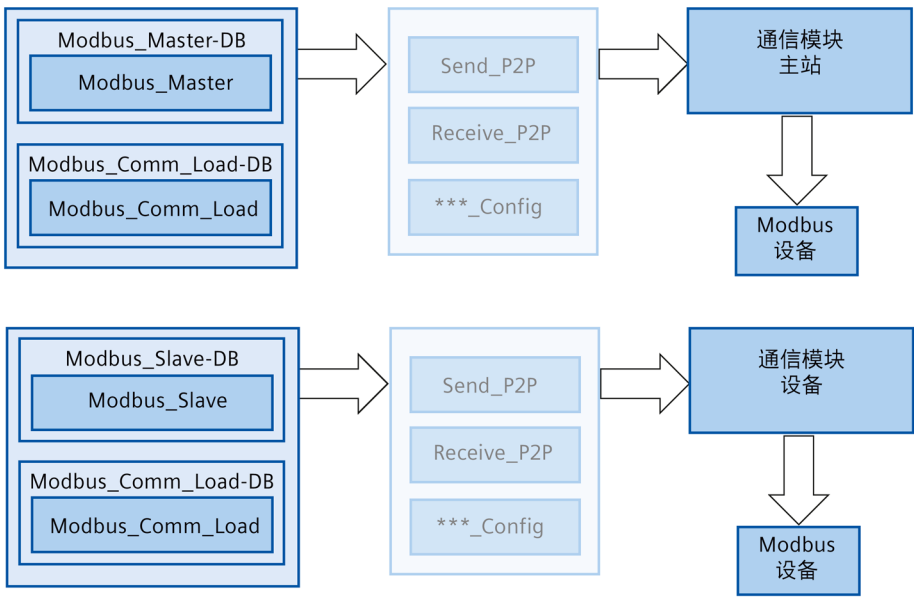 Modbus_Master-DB
Modbus_Master
Modbus_Comm_Load-DB
Modbus_Comm_Load
Send_P2P
Receive_P2P
***_Config
通信模块
主站
Modbus
设备
Modbus_Slave-DB
Modbus_Slave
Modbus_Comm_Load-DB
Modbus_Comm_Load
Send_P2P
Receive_P2P
***_Config
通信模块
设备
Modbus
设备